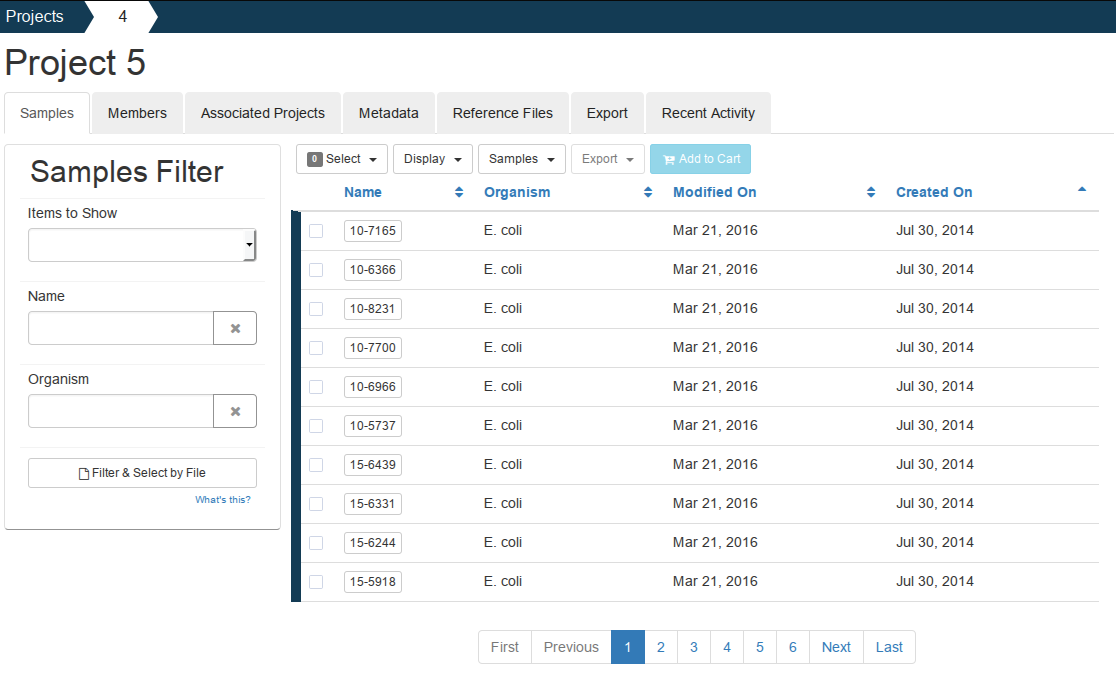 Projects 4
Project 5
Samples Members Associated Projects Metadata Reference Files Export Recent Activity
Samples Filter
Items to Show
Name
Organism
Filter & Select by File
What's this?
0 Select Display Samples Export Add to Cart
Name Organism Modified On Created On
10-7165 E. coli Mar 21, 2016 Jul 30, 2014
10-6366 E. coli Mar 21, 2016 Jul 30, 2014
10-8231 E. coli Mar 21, 2016 Jul 30, 2014
10-7700 E. coli Mar 21, 2016 Jul 30, 2014
10-6966 E. coli Mar 21, 2016 Jul 30, 2014
10-5737 E. coli Mar 21, 2016 Jul 30, 2014
15-6439 E. coli Mar 21, 2016 Jul 30, 2014
15-6331 E. coli Mar 21, 2016 Jul 30, 2014
15-6244 E. coli Mar 21, 2016 Jul 30, 2014
15-5918 E. coli Mar 21, 2016 Jul 30, 2014
First Previous 1 2 3 4 5 6 Next Last